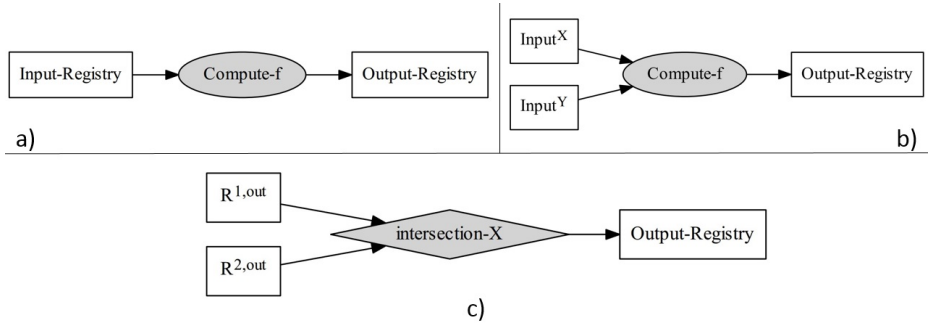 Input-Registry
Compute-f
Output-Registry
a)
Input^X
Input^Y
Compute-f
Output-Registry
b)
R^1,out
R^2,out
intersection-X
Output-Registry
c)